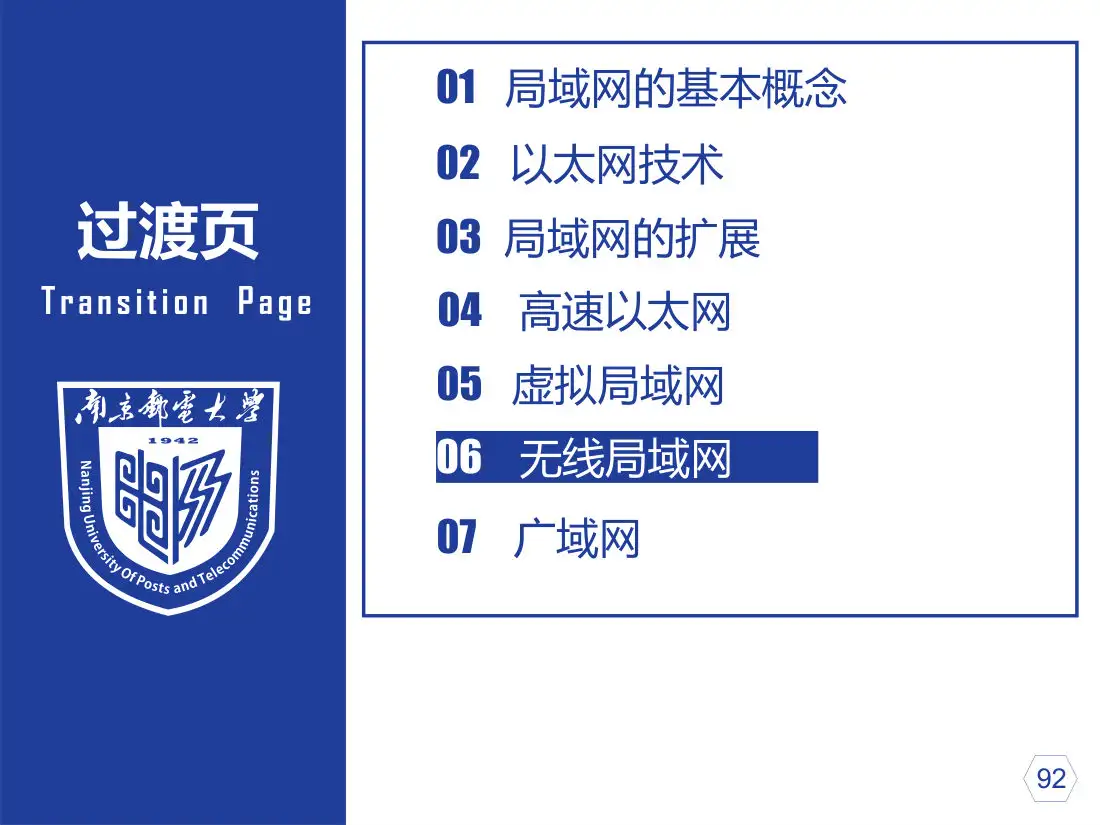 过渡页
Transition Page
南京郵電大學
1942
Nanjing University Of Posts and Telecommunications
01 局域网的基本概念
02 以太网技术
03 局域网的扩展
04 高速以太网
05 虚拟局域网
06 无线局域网
07 广域网
92